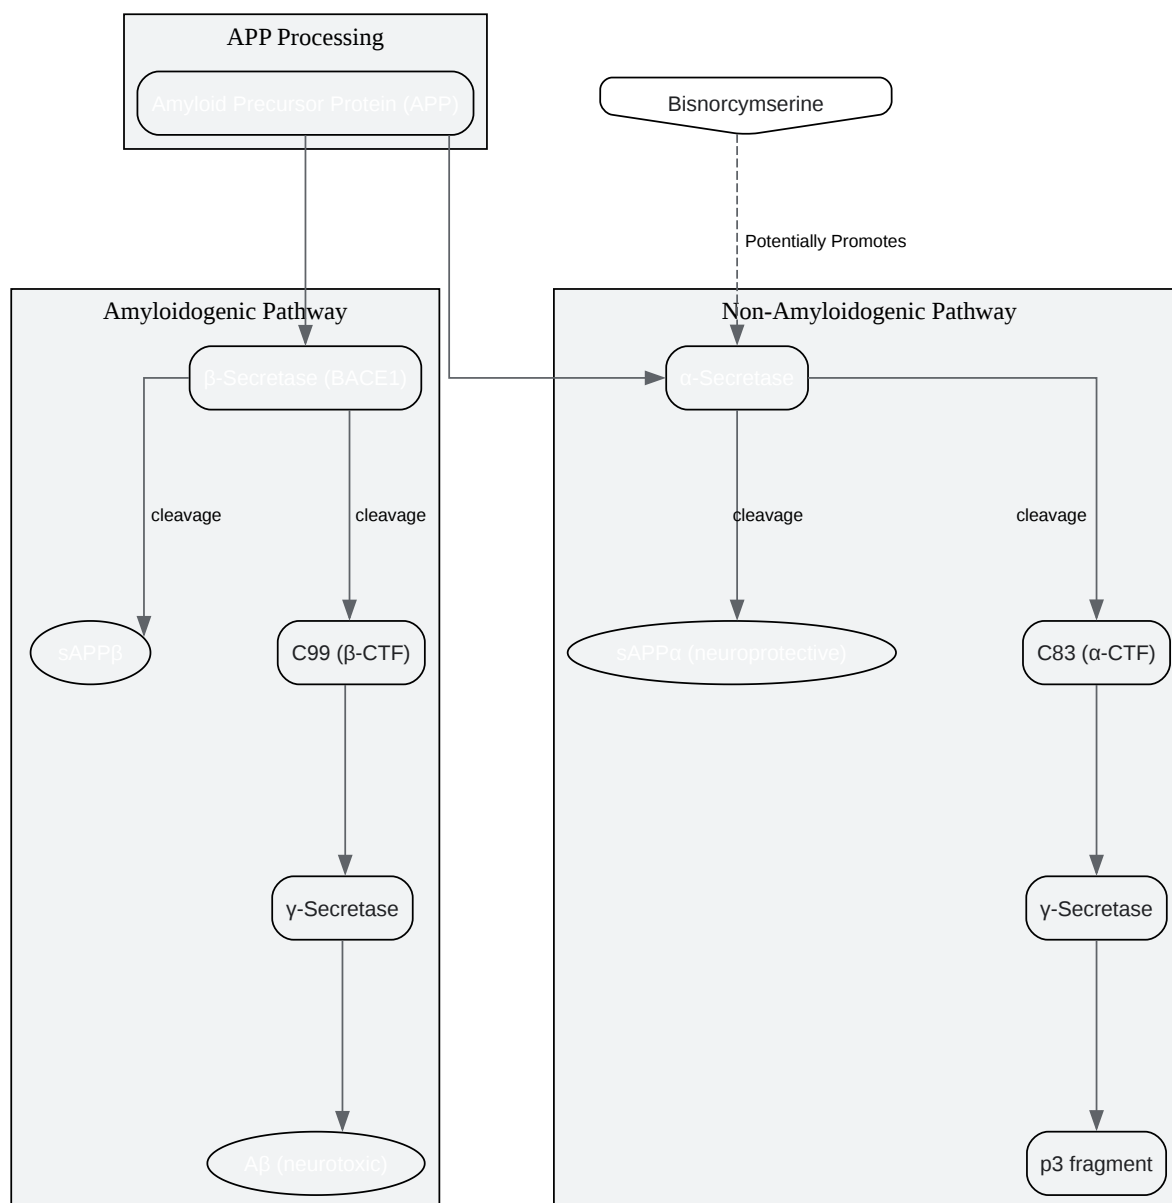 APP Processing
Amyloid Precursor Protein (APP)
Bisnorcymserine
Potentially Promotes
Amyloidogenic Pathway
Non-Amyloidogenic Pathway
β-Secretase (BACE1)
α-Secretase
cleavage
cleavage
cleavage
cleavage
sAPPβ
C99 (β-CTF)
sAPPα (neuroprotective)
C83 (α-CTF)
γ-Secretase
γ-Secretase
Aβ (neurotoxic)
p3 fragment